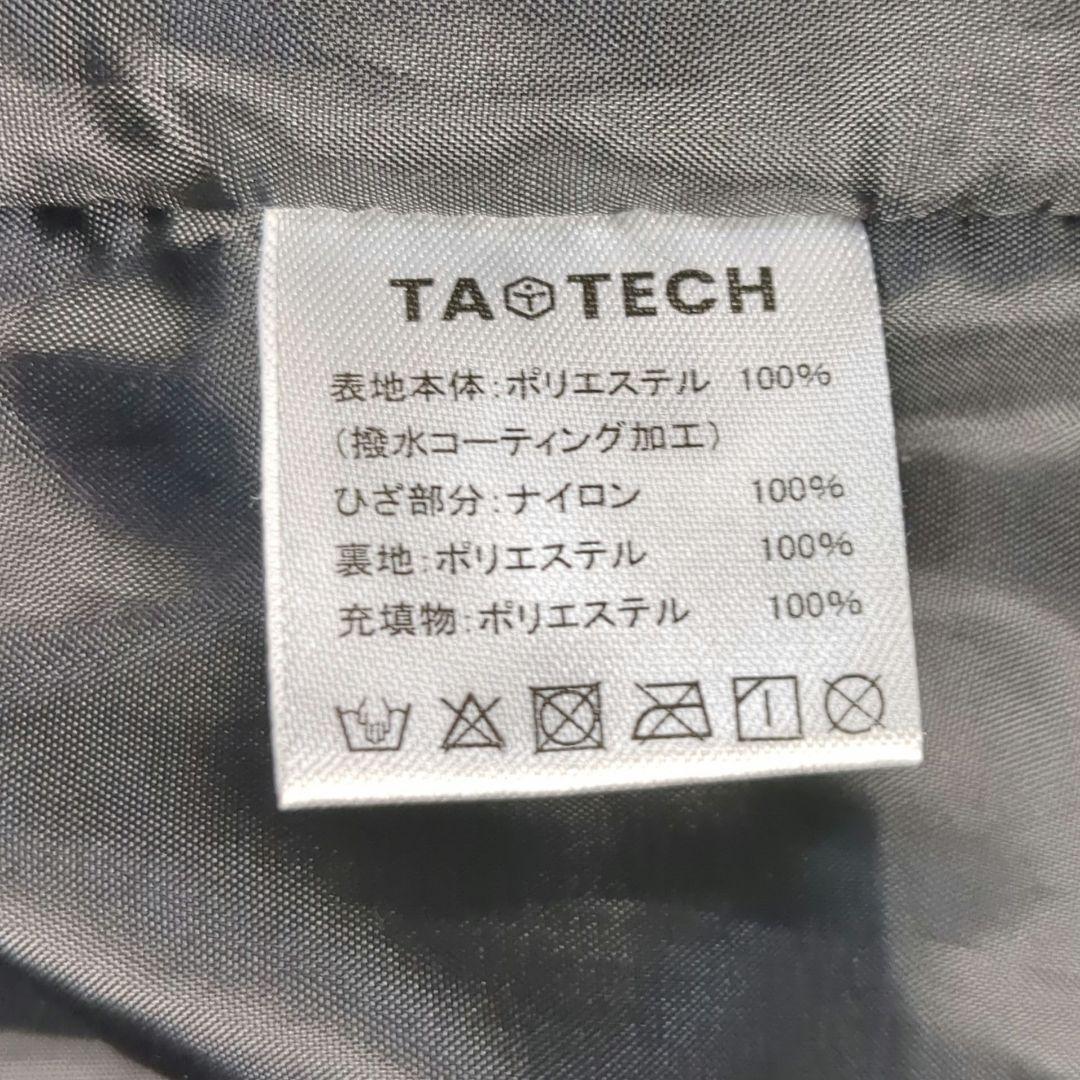 TAOTECH
表地本体:ポリエステル 100%
(撥水コーティング加工)
ひざ部分:ナイロン 100%
裏地:ポリエステル 100%
充填物:ポリエステル 100%